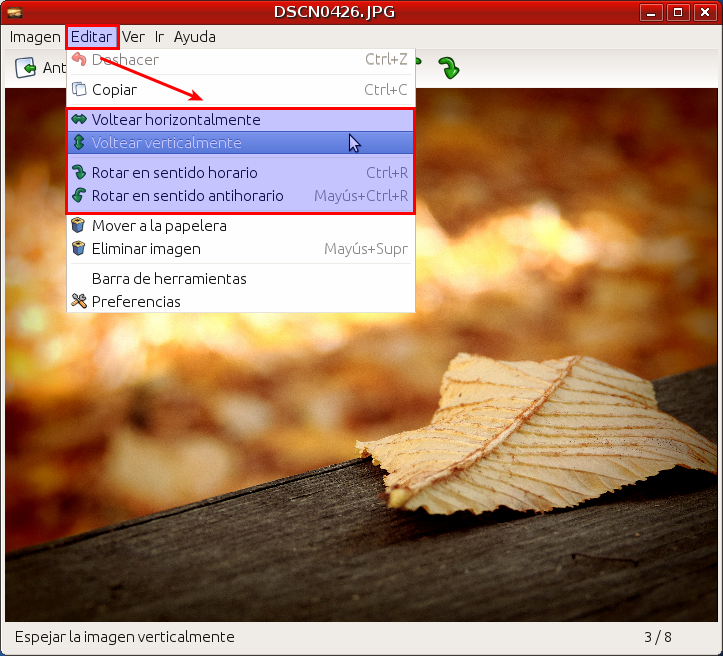 DSCN0426.JPG
Imagen Editar Ver Ir Ayuda
Ant
Deshacer Ctrl+Z
Copiar Ctrl+C
Voltear horizontalmente
Voltear verticalmente
Rotar en sentido horario Ctrl+R
Rotar en sentido antihorario Mayús+Ctrl+R
Mover a la papelera
Eliminar imagen Mayús+Supr
Barra de herramientas
Preferencias
Espejar la imagen verticalmente 3 / 8